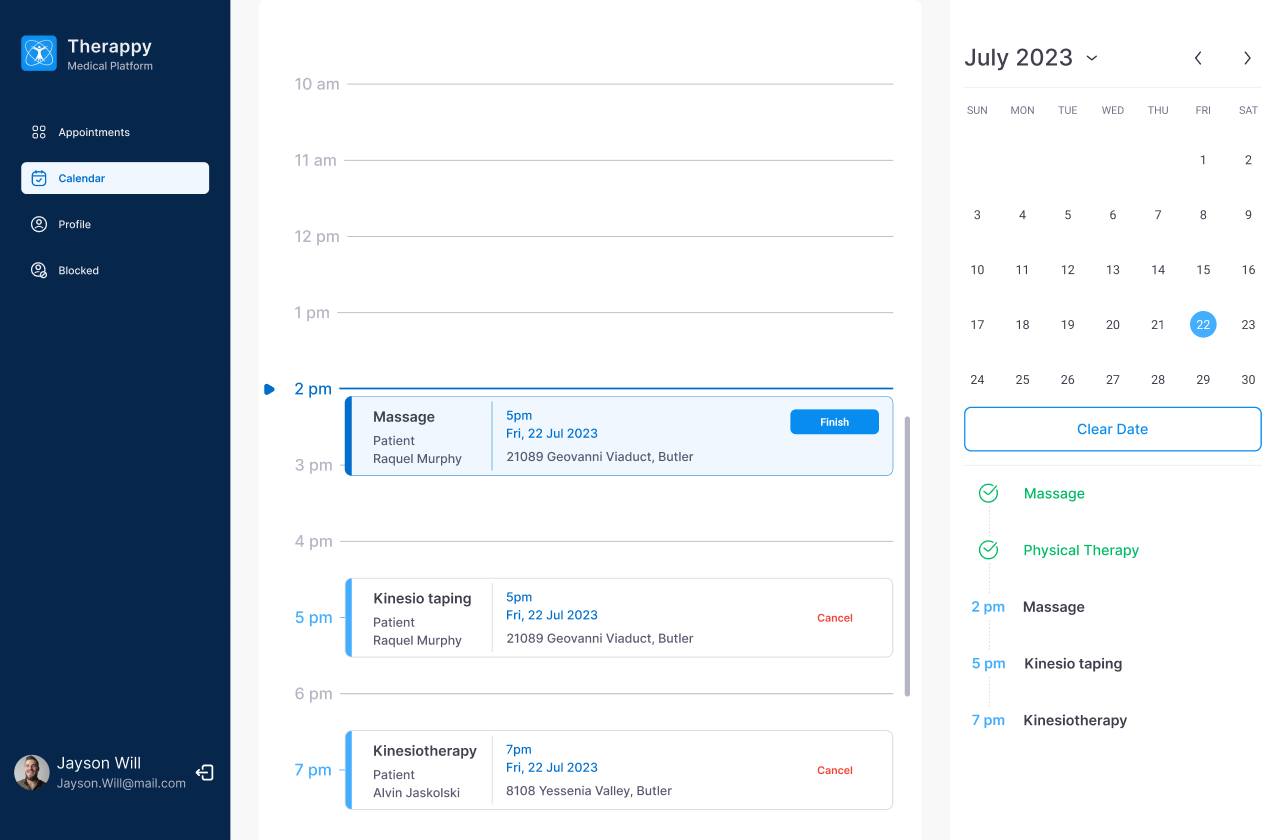 Therappy
Medical Platform
Appointments
Calendar
Profile
Blocked
Jayson Will
Jayson.Will@mail.com
10 am
11 am
12 pm
1 pm
2 pm
Massage
Patient
Raquel Murphy
5pm
Fri, 22 Jul 2023
21089 Geovanni Viaduct, Butler
Finish
3 pm
4 pm
5 pm
Kinesio taping
Patient
Raquel Murphy
5pm
Fri, 22 Jul 2023
21089 Geovanni Viaduct, Butler
Cancel
6 pm
7 pm
Kinesiotherapy
Patient
Alvin Jaskolski
7pm
Fri, 22 Jul 2023
8108 Yessenia Valley, Butler
Cancel
July 2023
SUN MON TUE WED THU FRI SAT
1 2
3 4 5 6 7 8 9
10 11 12 13 14 15 16
17 18 19 20 21 22 23
24 25 26 27 28 29 30
Clear Date
Massage
Physical Therapy
2 pm Massage
5 pm Kinesio taping
7 pm Kinesiotherapy